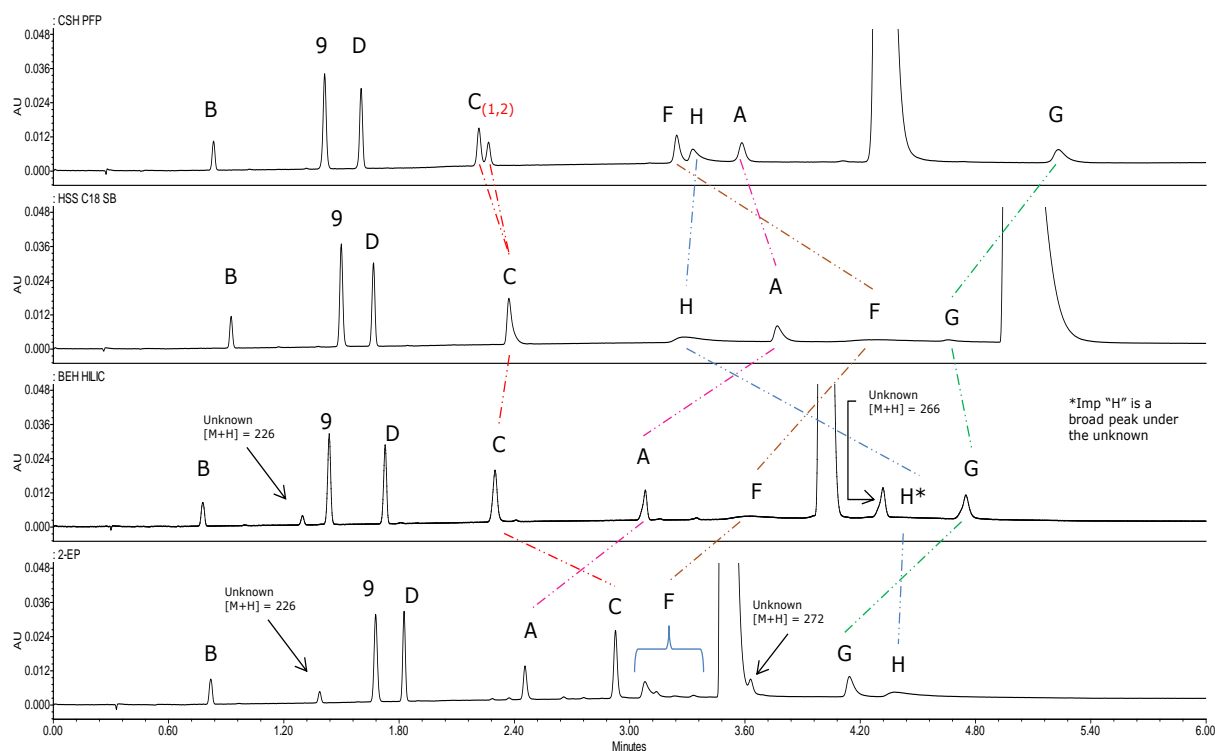 : CSH PFP
AU
0.048
0.036
0.024
0.012
0.000
B
9
D
C(1,2)
F
H
A
G
: HSS C18 SB
AU
0.048
0.036
0.024
0.012
0.000
B
9
D
C
H
A
F
G
: BEH HILIC
AU
0.048
0.036
0.024
0.012
0.000
B
Unknown
[M+H] = 226
9
D
C
A
F
Unknown
[M+H] = 266
H*
G
*Imp “H” is a
broad peak under
the unknown
: 2-EP
AU
0.048
0.036
0.024
0.012
0.000
B
Unknown
[M+H] = 226
9
D
A
C
F
Unknown
[M+H] = 272
G
H
0.00 0.60 1.20 1.80 2.40 3.00 3.60 4.20 4.80 5.40 6.00
Minutes